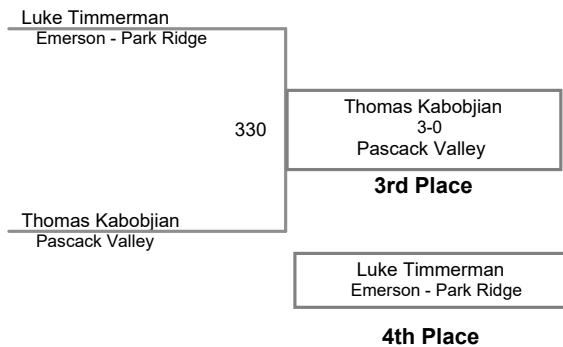 Luke Timmerman
Emerson - Park Ridge
330
Thomas Kabobjian
3-0
Pascack Valley
3rd Place
Thomas Kabobjian
Pascack Valley
Luke Timmerman
Emerson - Park Ridge
4th Place